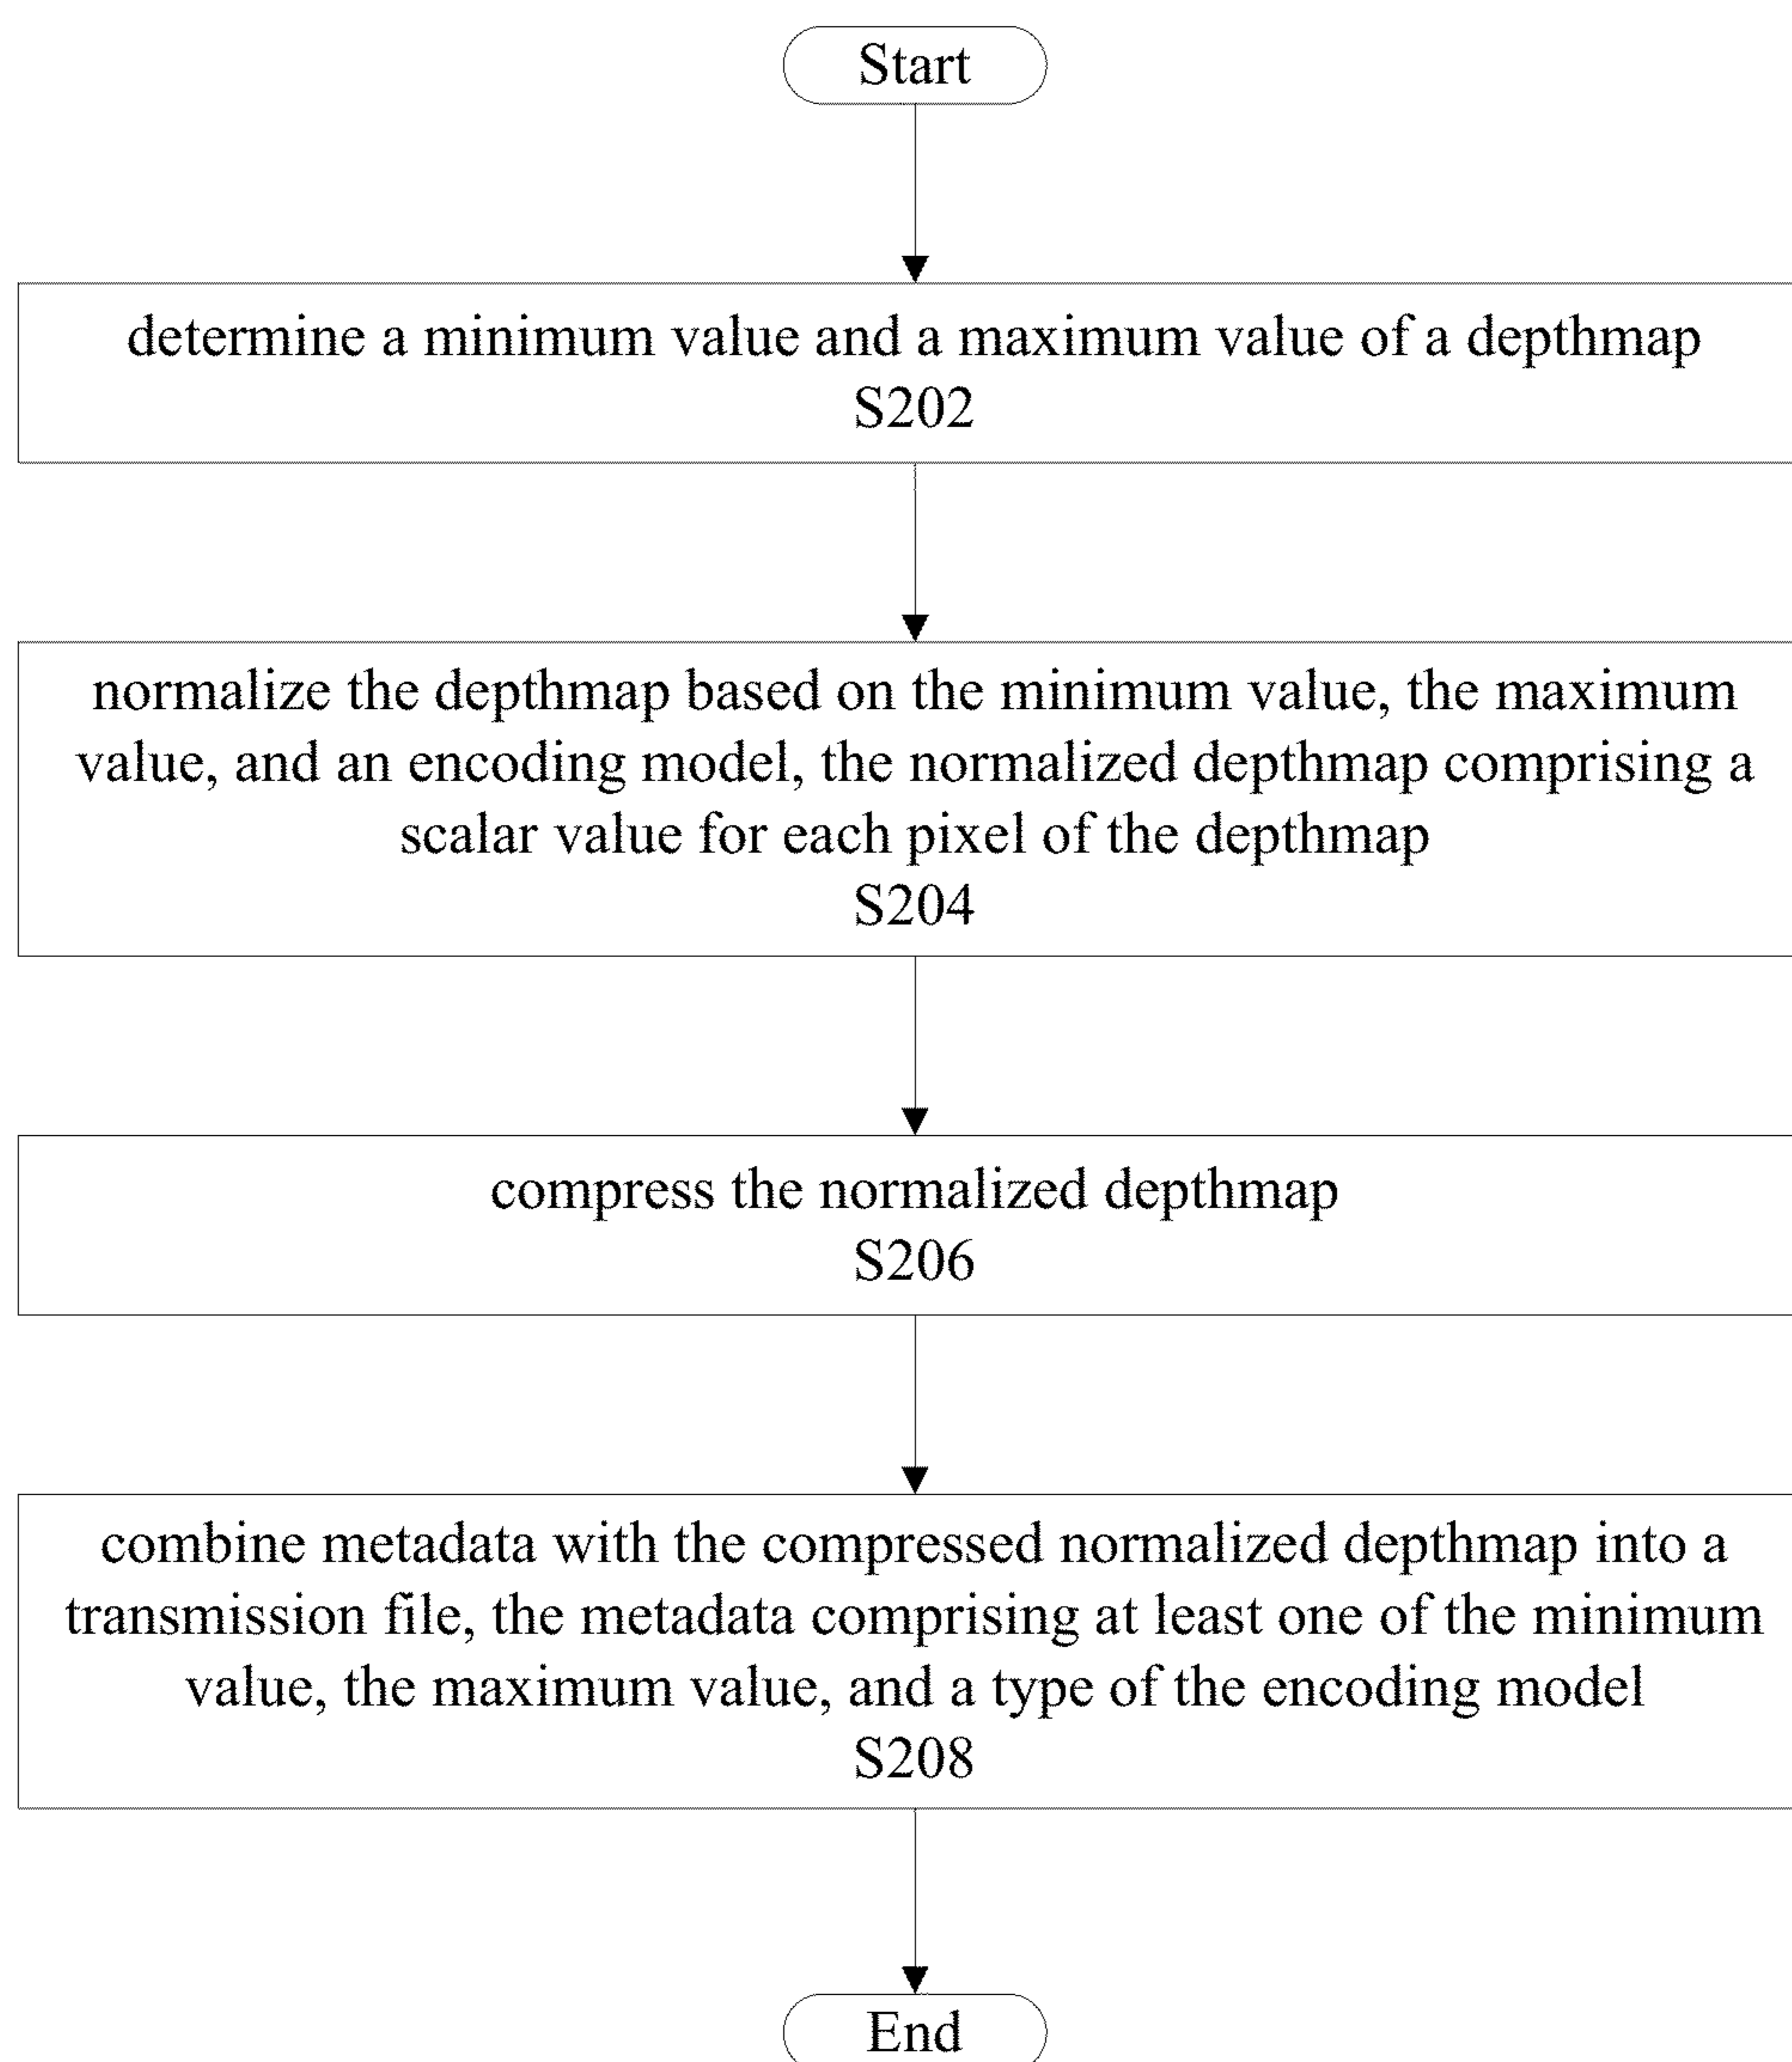 Start
determine a minimum value and a maximum value of a depthmap
S202
normalize the depthmap based on the minimum value, the maximum
value, and an encoding model, the normalized depthmap comprising a
scalar value for each pixel of the depthmap
S204
compress the normalized depthmap
S206
combine metadata with the compressed normalized depthmap into a
transmission file, the metadata comprising at least one of the minimum
value, the maximum value, and a type of the encoding model
S208
End